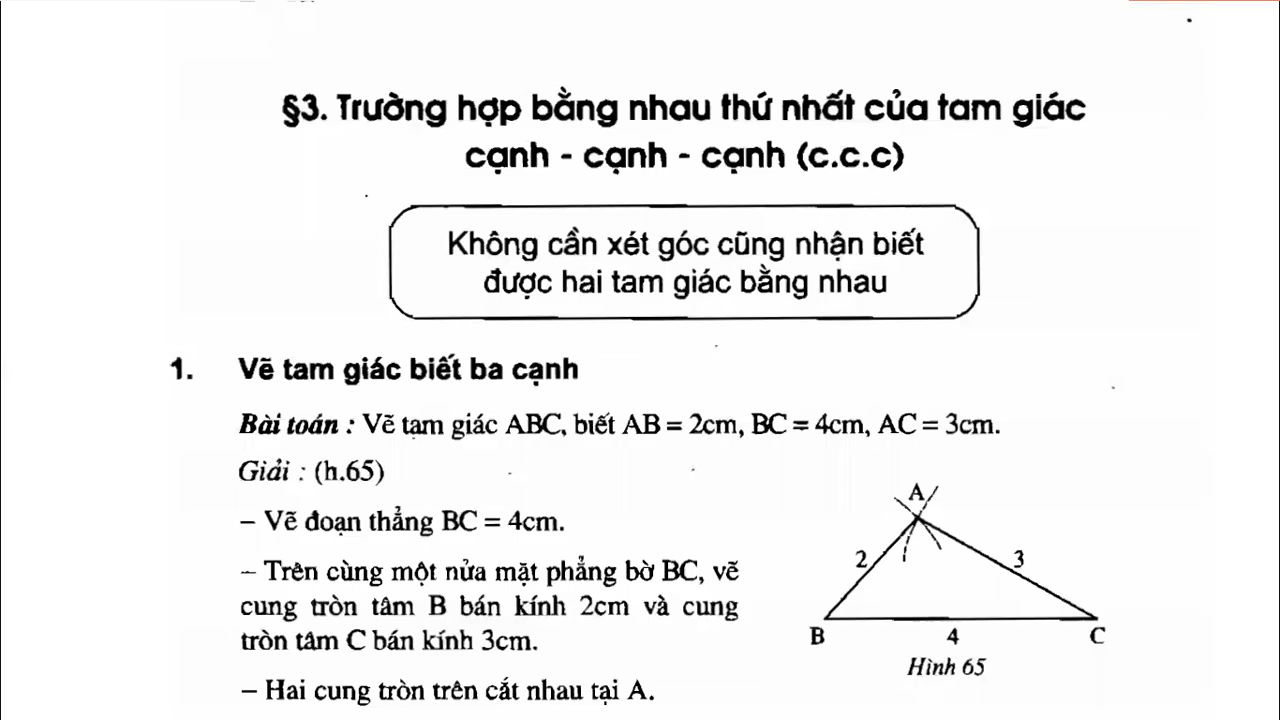 §3. Trường hợp bằng nhau thứ nhất của tam giác
cạnh - cạnh - cạnh (c.c.c)
Không cần xét góc cũng nhận biết
được hai tam giác bằng nhau
1. Vẽ tam giác biết ba cạnh
Bài toán : Vẽ tam giác ABC, biết AB = 2cm, BC = 4cm, AC = 3cm.
Giải : (h.65)
– Vẽ đoạn thẳng BC = 4cm.
– Trên cùng một nửa mặt phẳng bờ BC, vẽ
cung tròn tâm B bán kính 2cm và cung
tròn tâm C bán kính 3cm.
– Hai cung tròn trên cắt nhau tại A.
A
2 3
B 4 C
Hình 65